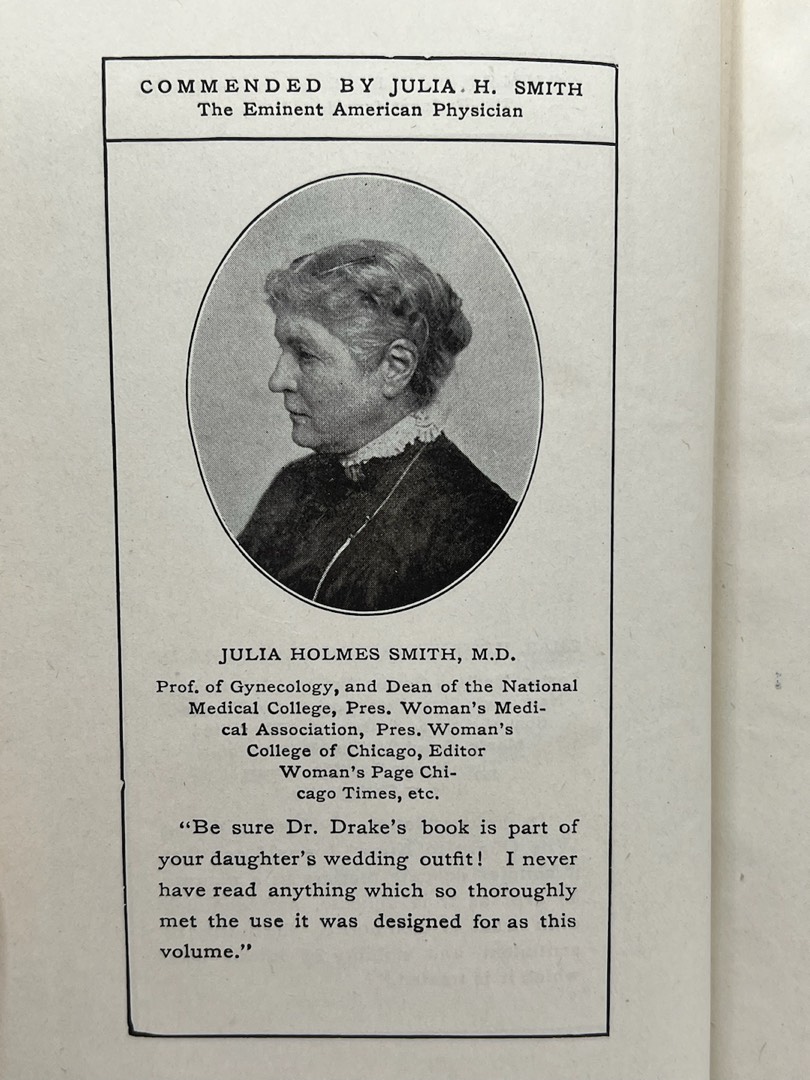 COMMENDED BY JULIA H. SMITH
The Eminent American Physician
JULIA HOLMES SMITH, M.D.
Prof. of Gynecology, and Dean of the National
Medical College, Pres. Woman's Medi-
cal Association, Pres. Woman's
College of Chicago, Editor
Woman's Page Chi-
cago Times, etc.
"Be sure Dr. Drake's book is part of
your daughter's wedding outfit! I never
have read anything which so thoroughly
met the use it was designed for as this
volume."